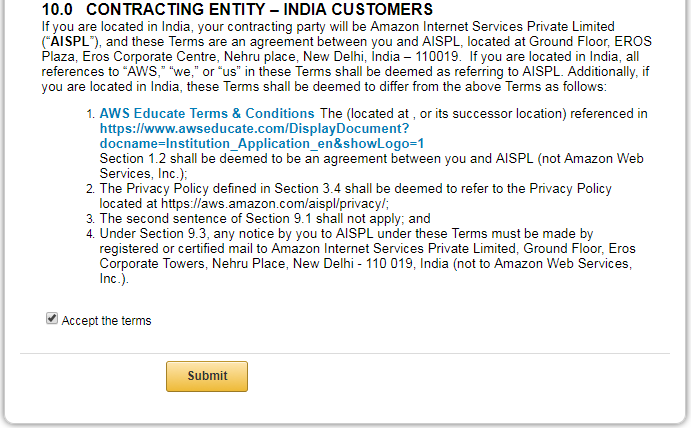 10.0 CONTRACTING ENTITY – INDIA CUSTOMERS
If you are located in India, your contracting party will be Amazon Internet Services Private Limited
(“AISPL”), and these Terms are an agreement between you and AISPL, located at Ground Floor, EROS
Plaza, Eros Corporate Centre, Nehru place, New Delhi, India – 110019. If you are located in India, all
references to “AWS,” “we,” or “us” in these Terms shall be deemed as referring to AISPL. Additionally, if
you are located in India, these Terms shall be deemed to differ from the above Terms as follows:
1. AWS Educate Terms & Conditions The (located at , or its successor location) referenced in
https://www.awseducate.com/DisplayDocument?
docname=Institution_Application_en&showLogo=1
Section 1.2 shall be deemed to be an agreement between you and AISPL (not Amazon Web
Services, Inc.);
2. The Privacy Policy defined in Section 3.4 shall be deemed to refer to the Privacy Policy
located at https://aws.amazon.com/aispl/privacy/;
3. The second sentence of Section 9.1 shall not apply; and
4. Under Section 9.3, any notice by you to AISPL under these Terms must be made by
registered or certified mail to Amazon Internet Services Private Limited, Ground Floor, Eros
Corporate Towers, Nehru Place, New Delhi - 110 019, India (not to Amazon Web Services,
Inc.).
Accept the terms
Submit